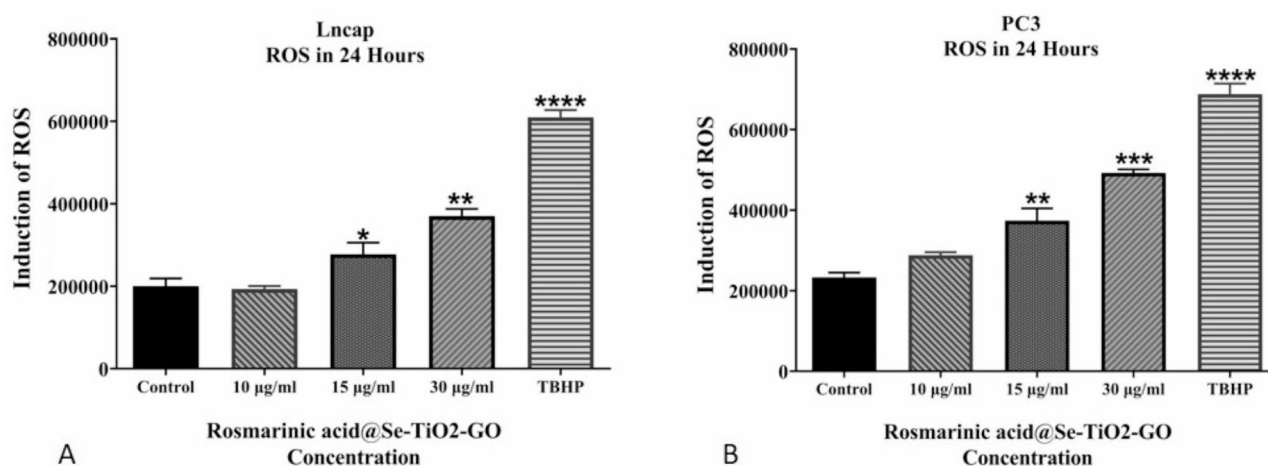 Lncap
ROS in 24 Hours
Induction of ROS
800000
600000
400000
200000
0
*
**
****
Control
10 µg/ml
15 µg/ml
30 µg/ml
TBHP
Rosmarinic acid@Se-TiO2-GO
Concentration
A
PC3
ROS in 24 Hours
Induction of ROS
800000
600000
400000
200000
0
**
***
****
Control
10 µg/ml
15 µg/ml
30 µg/ml
TBHP
Rosmarinic acid@Se-TiO2-GO
Concentration
B